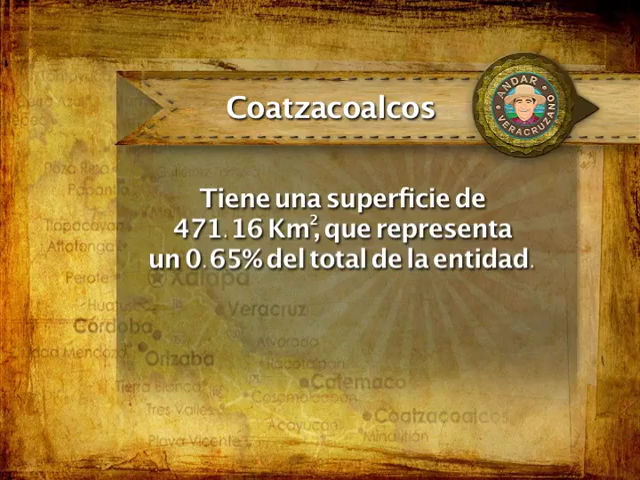 Coatzacoalcos
ANDAR
VERACRUZANO
Tiene una superficie de
471.16 Km², que representa
un 0.65% del total de la entidad.
Poza Rica
Papantla
Tlapacoyan
Altotonga
Perote
Xalapa
Huatusco
Veracruz
Córdoba
Alvarado
Ciudad Mendoza
Orizaba
Tlacotalpan
Tierra Blanca
Catemaco
Cosamaloapan
Tres Valles
Coatzacoalcos
Acayucan
Minatitlán
Playa Vicente